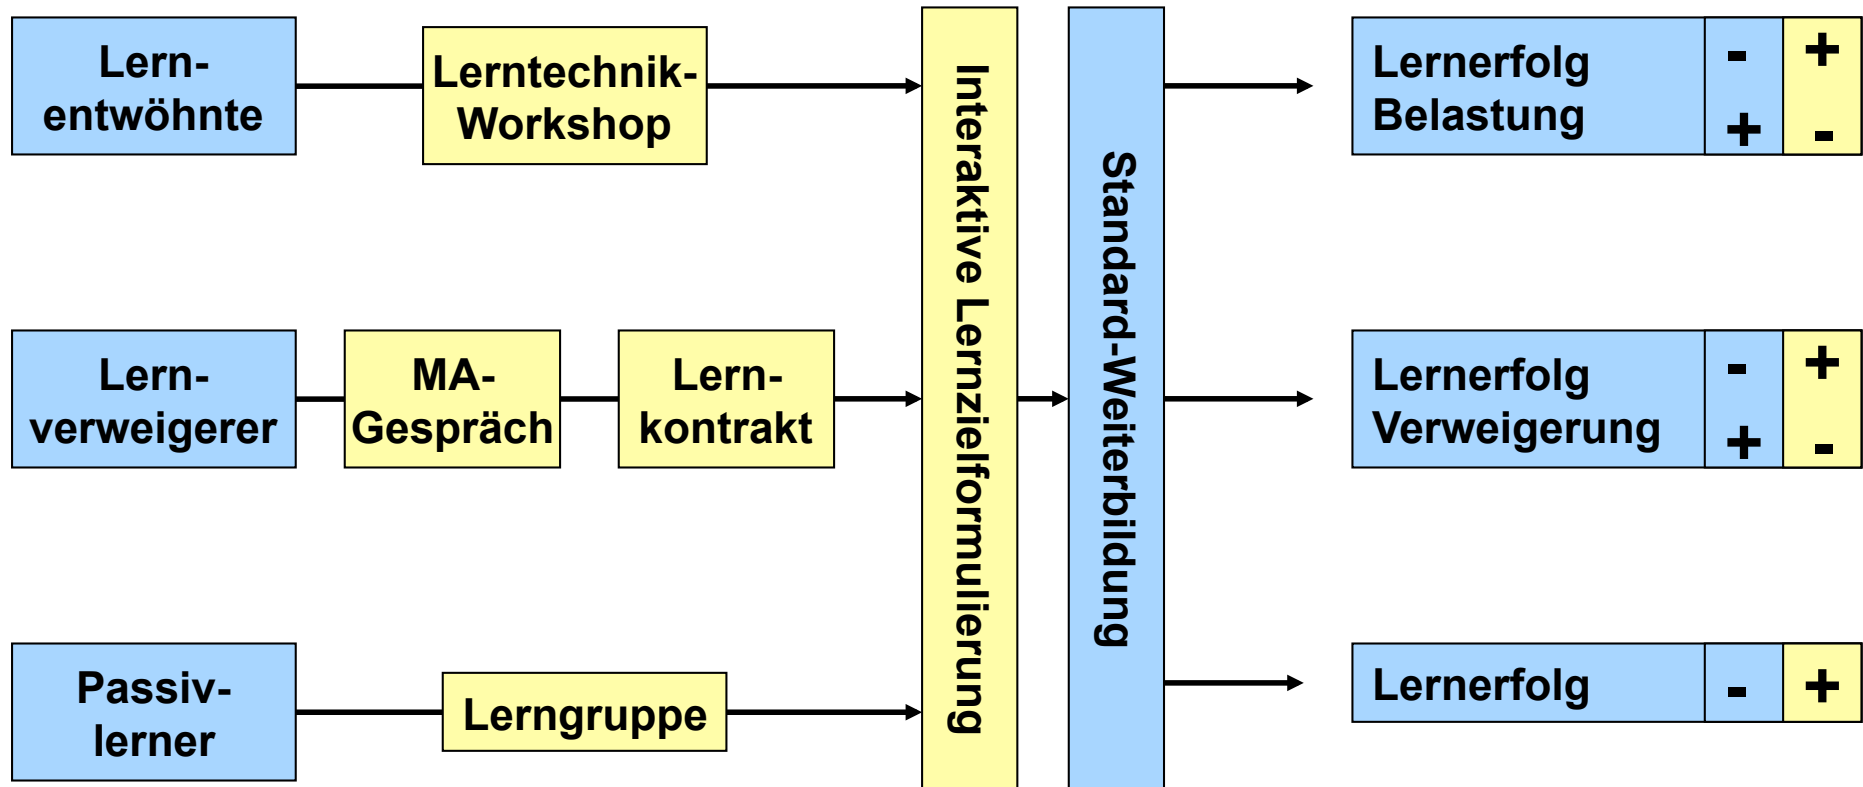 Lern-
entwöhnte
Lerntechnik-
Workshop
Interaktive Lernzielformulierung
Standard-Weiterbildung
Lernerfolg - +
Belastung + -
Lern-
verweigerer
MA-
Gespräch
Lern-
kontrakt
Lernerfolg - +
Verweigerung + -
Passiv-
lerner
Lerngruppe
Lernerfolg - +